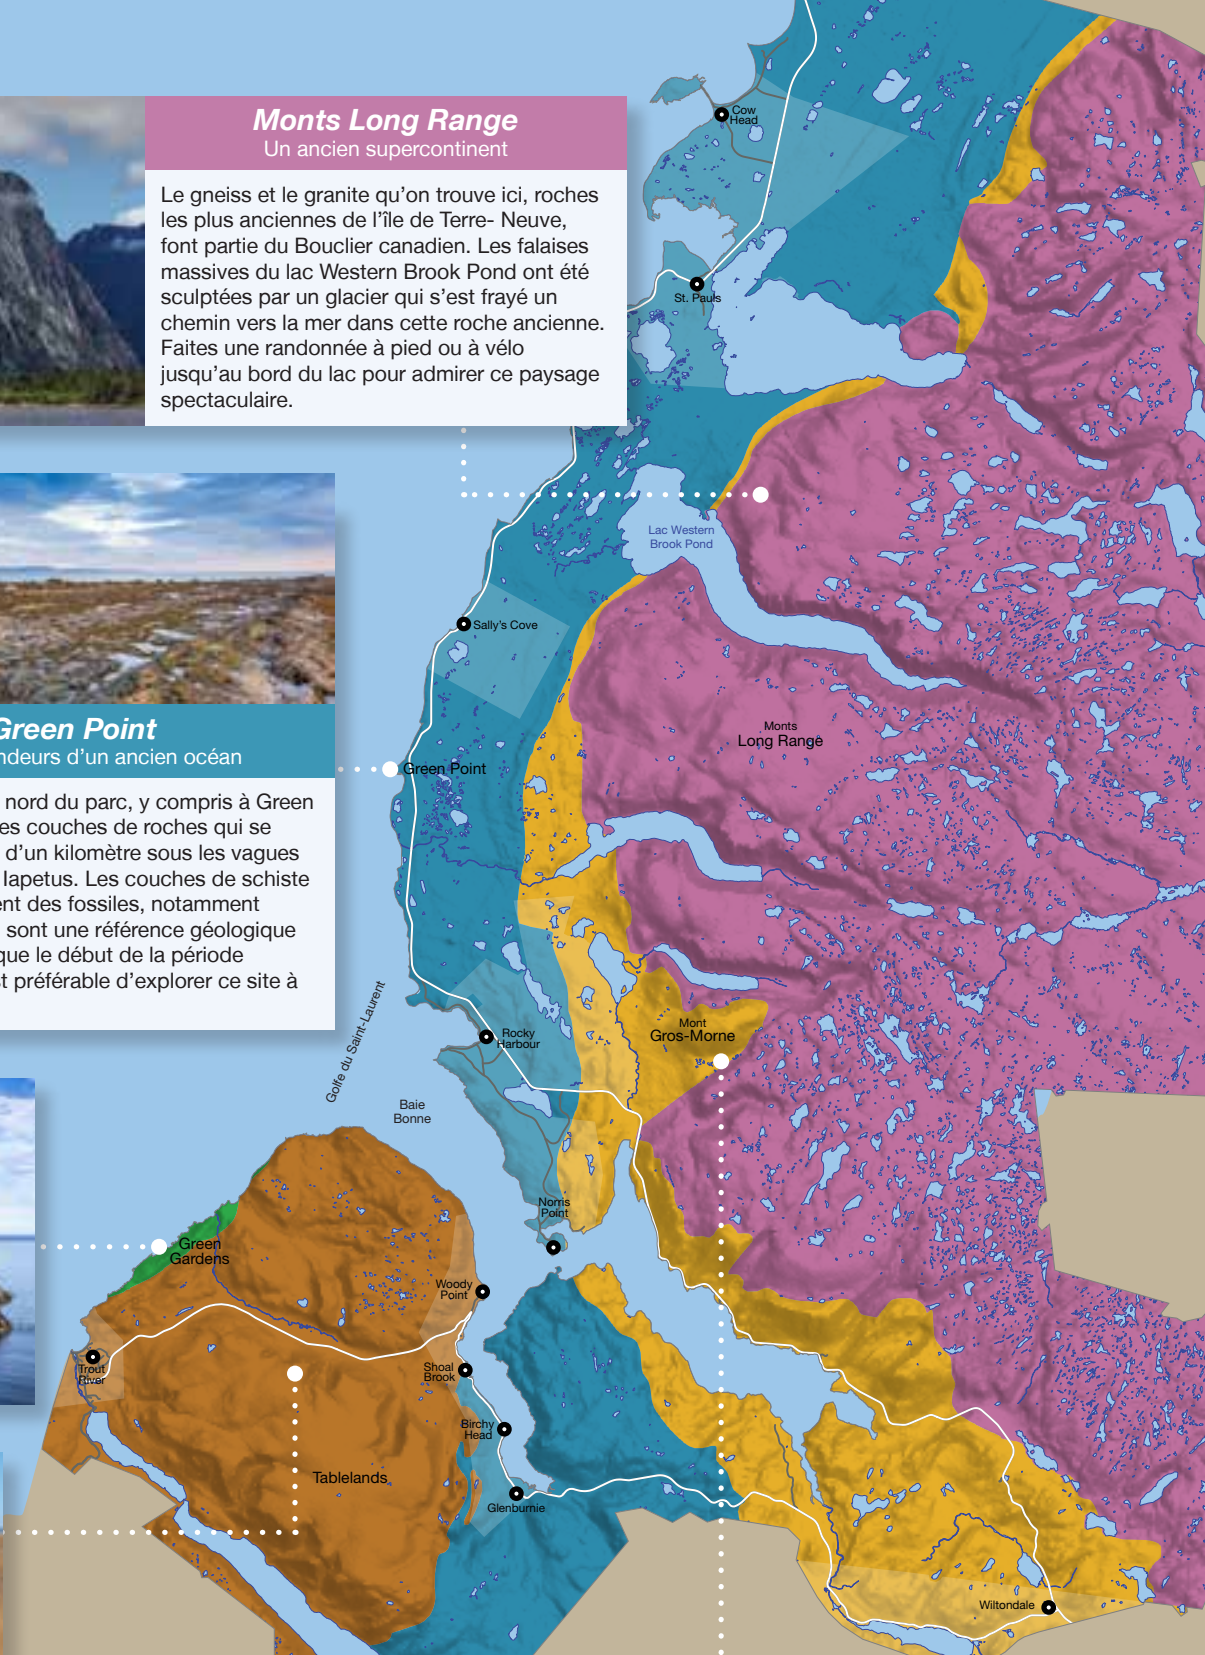 Monts Long Range
Un ancien supercontinent
Le gneiss et le granite qu'on trouve ici, roches
les plus anciennes de l'île de Terre- Neuve,
font partie du Bouclier canadien. Les falaises
massives du lac Western Brook Pond ont été
sculptées par un glacier qui s'est frayé un
chemin vers la mer dans cette roche ancienne.
Faites une randonnée à pied ou à vélo
jusqu'au bord du lac pour admirer ce paysage
spectaculaire.
Cow
Head
St. Pauls
Lac Western
Brook Pond
Sally's Cove
Green Point
ndeurs d'un ancien océan
Monts
Long Range
Green Point
nord du parc, y compris à Green
es couches de roches qui se
d'un kilomètre sous les vagues
Iapetus. Les couches de schiste
ent des fossiles, notamment
sont une référence géologique
que le début de la période
st préférable d'explorer ce site à
Golfe du Saint-Laurent
Rocky
Harbour
Mont
Gros-Morne
Baie
Bonne
Norris
Point
Green
Gardens
Woody
Point
Trout
River
Shoal
Brook
Birchy
Head
Tablelands
Glenburnie
Wiltondale